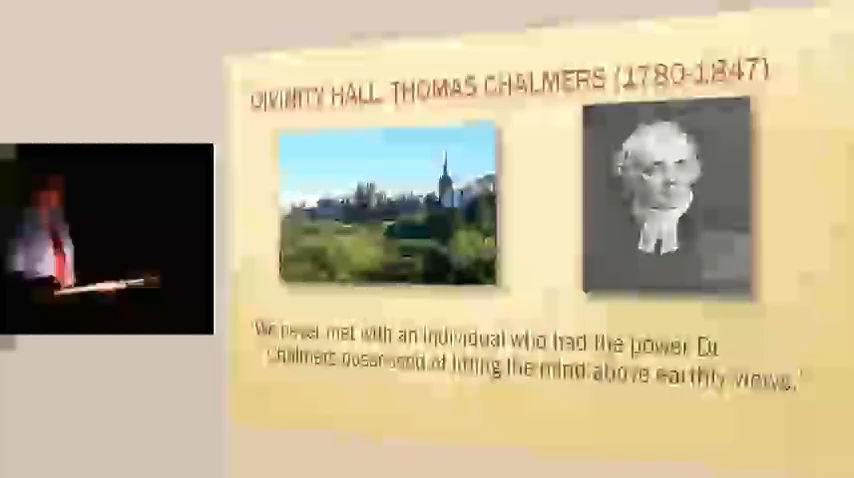 DIVINITY HALL THOMAS CHALMERS (1780-1847)
'We never met with an individual who had the power Dr
Chalmers possessed of lifting the mind above earthly views.'